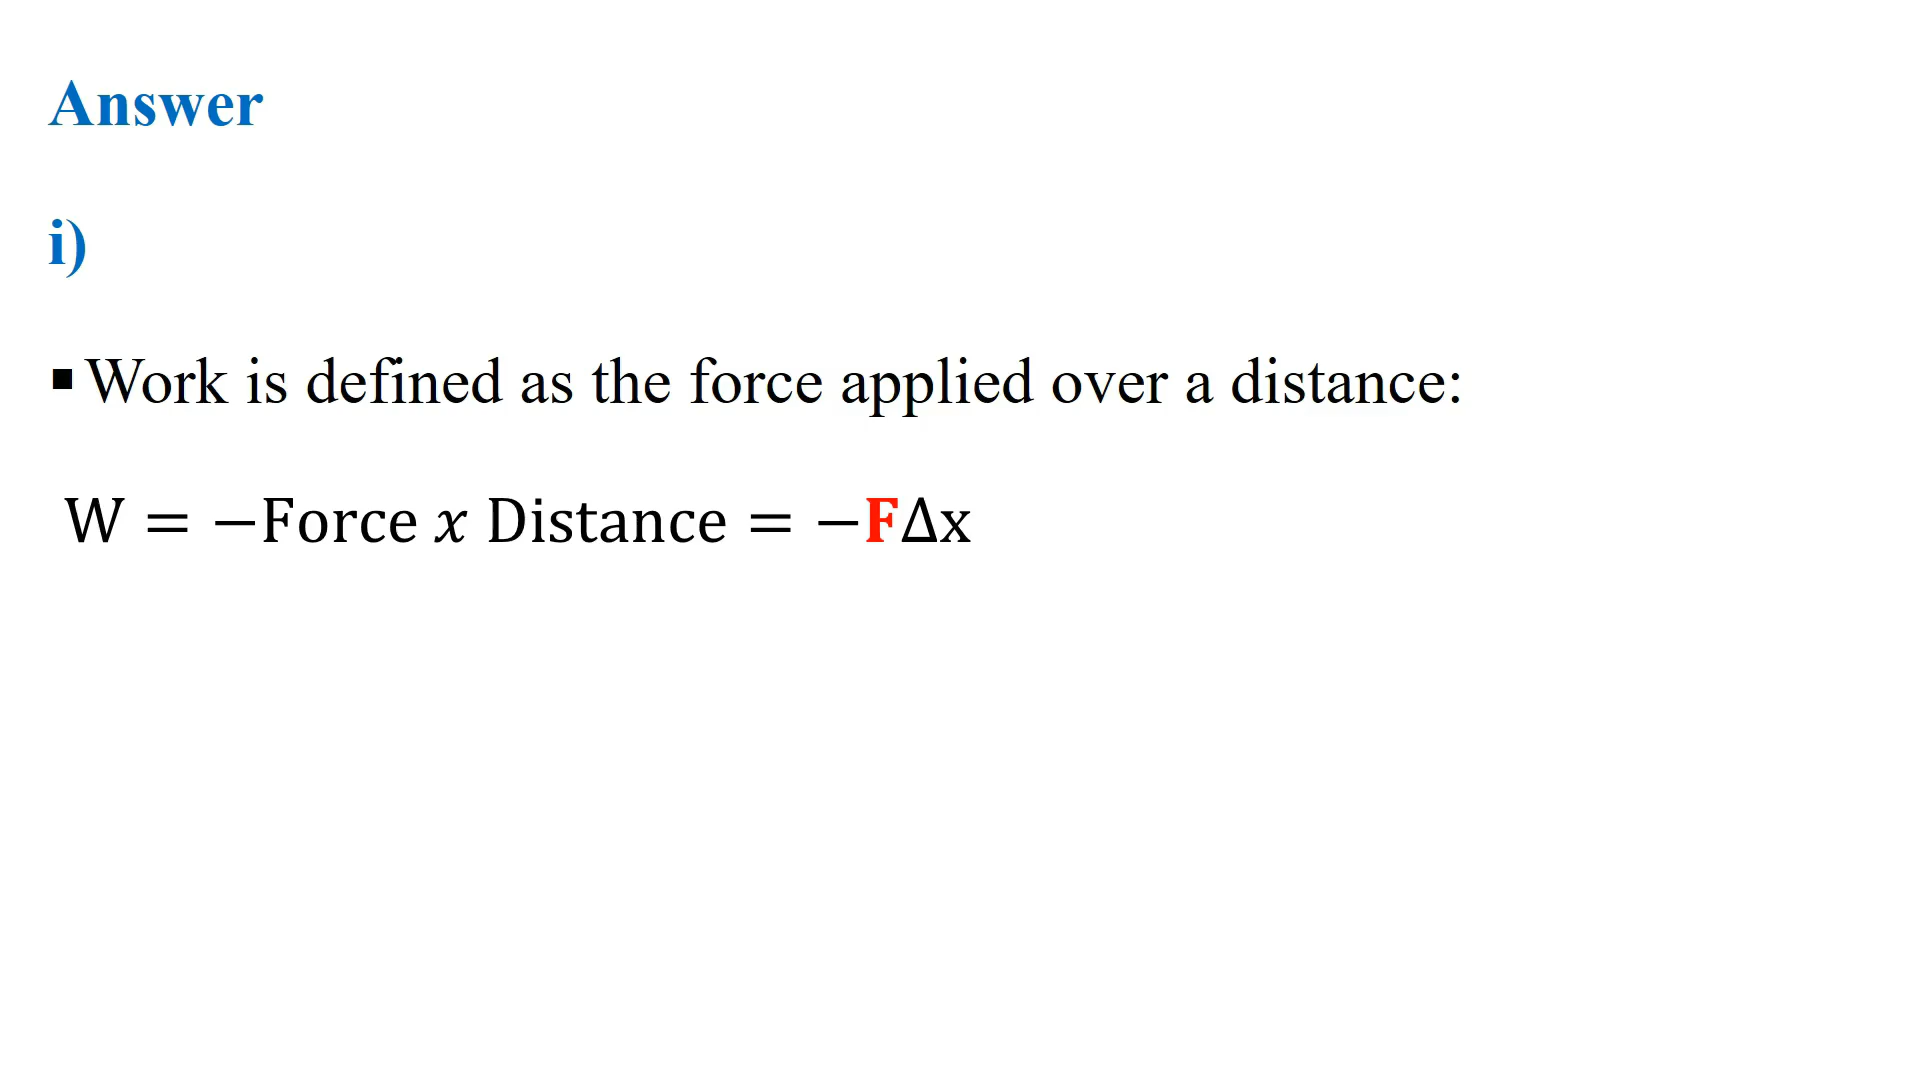 Answer
i)
▪ Work is defined as the force applied over a distance:
W = −Force x Distance = −FΔx